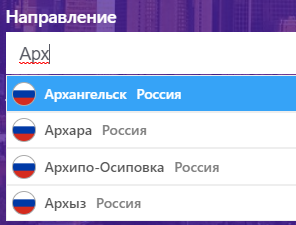 Направление
Арх
Архангельск Россия
Архара Россия
Архипо-Осиповка Россия
Архыз Россия